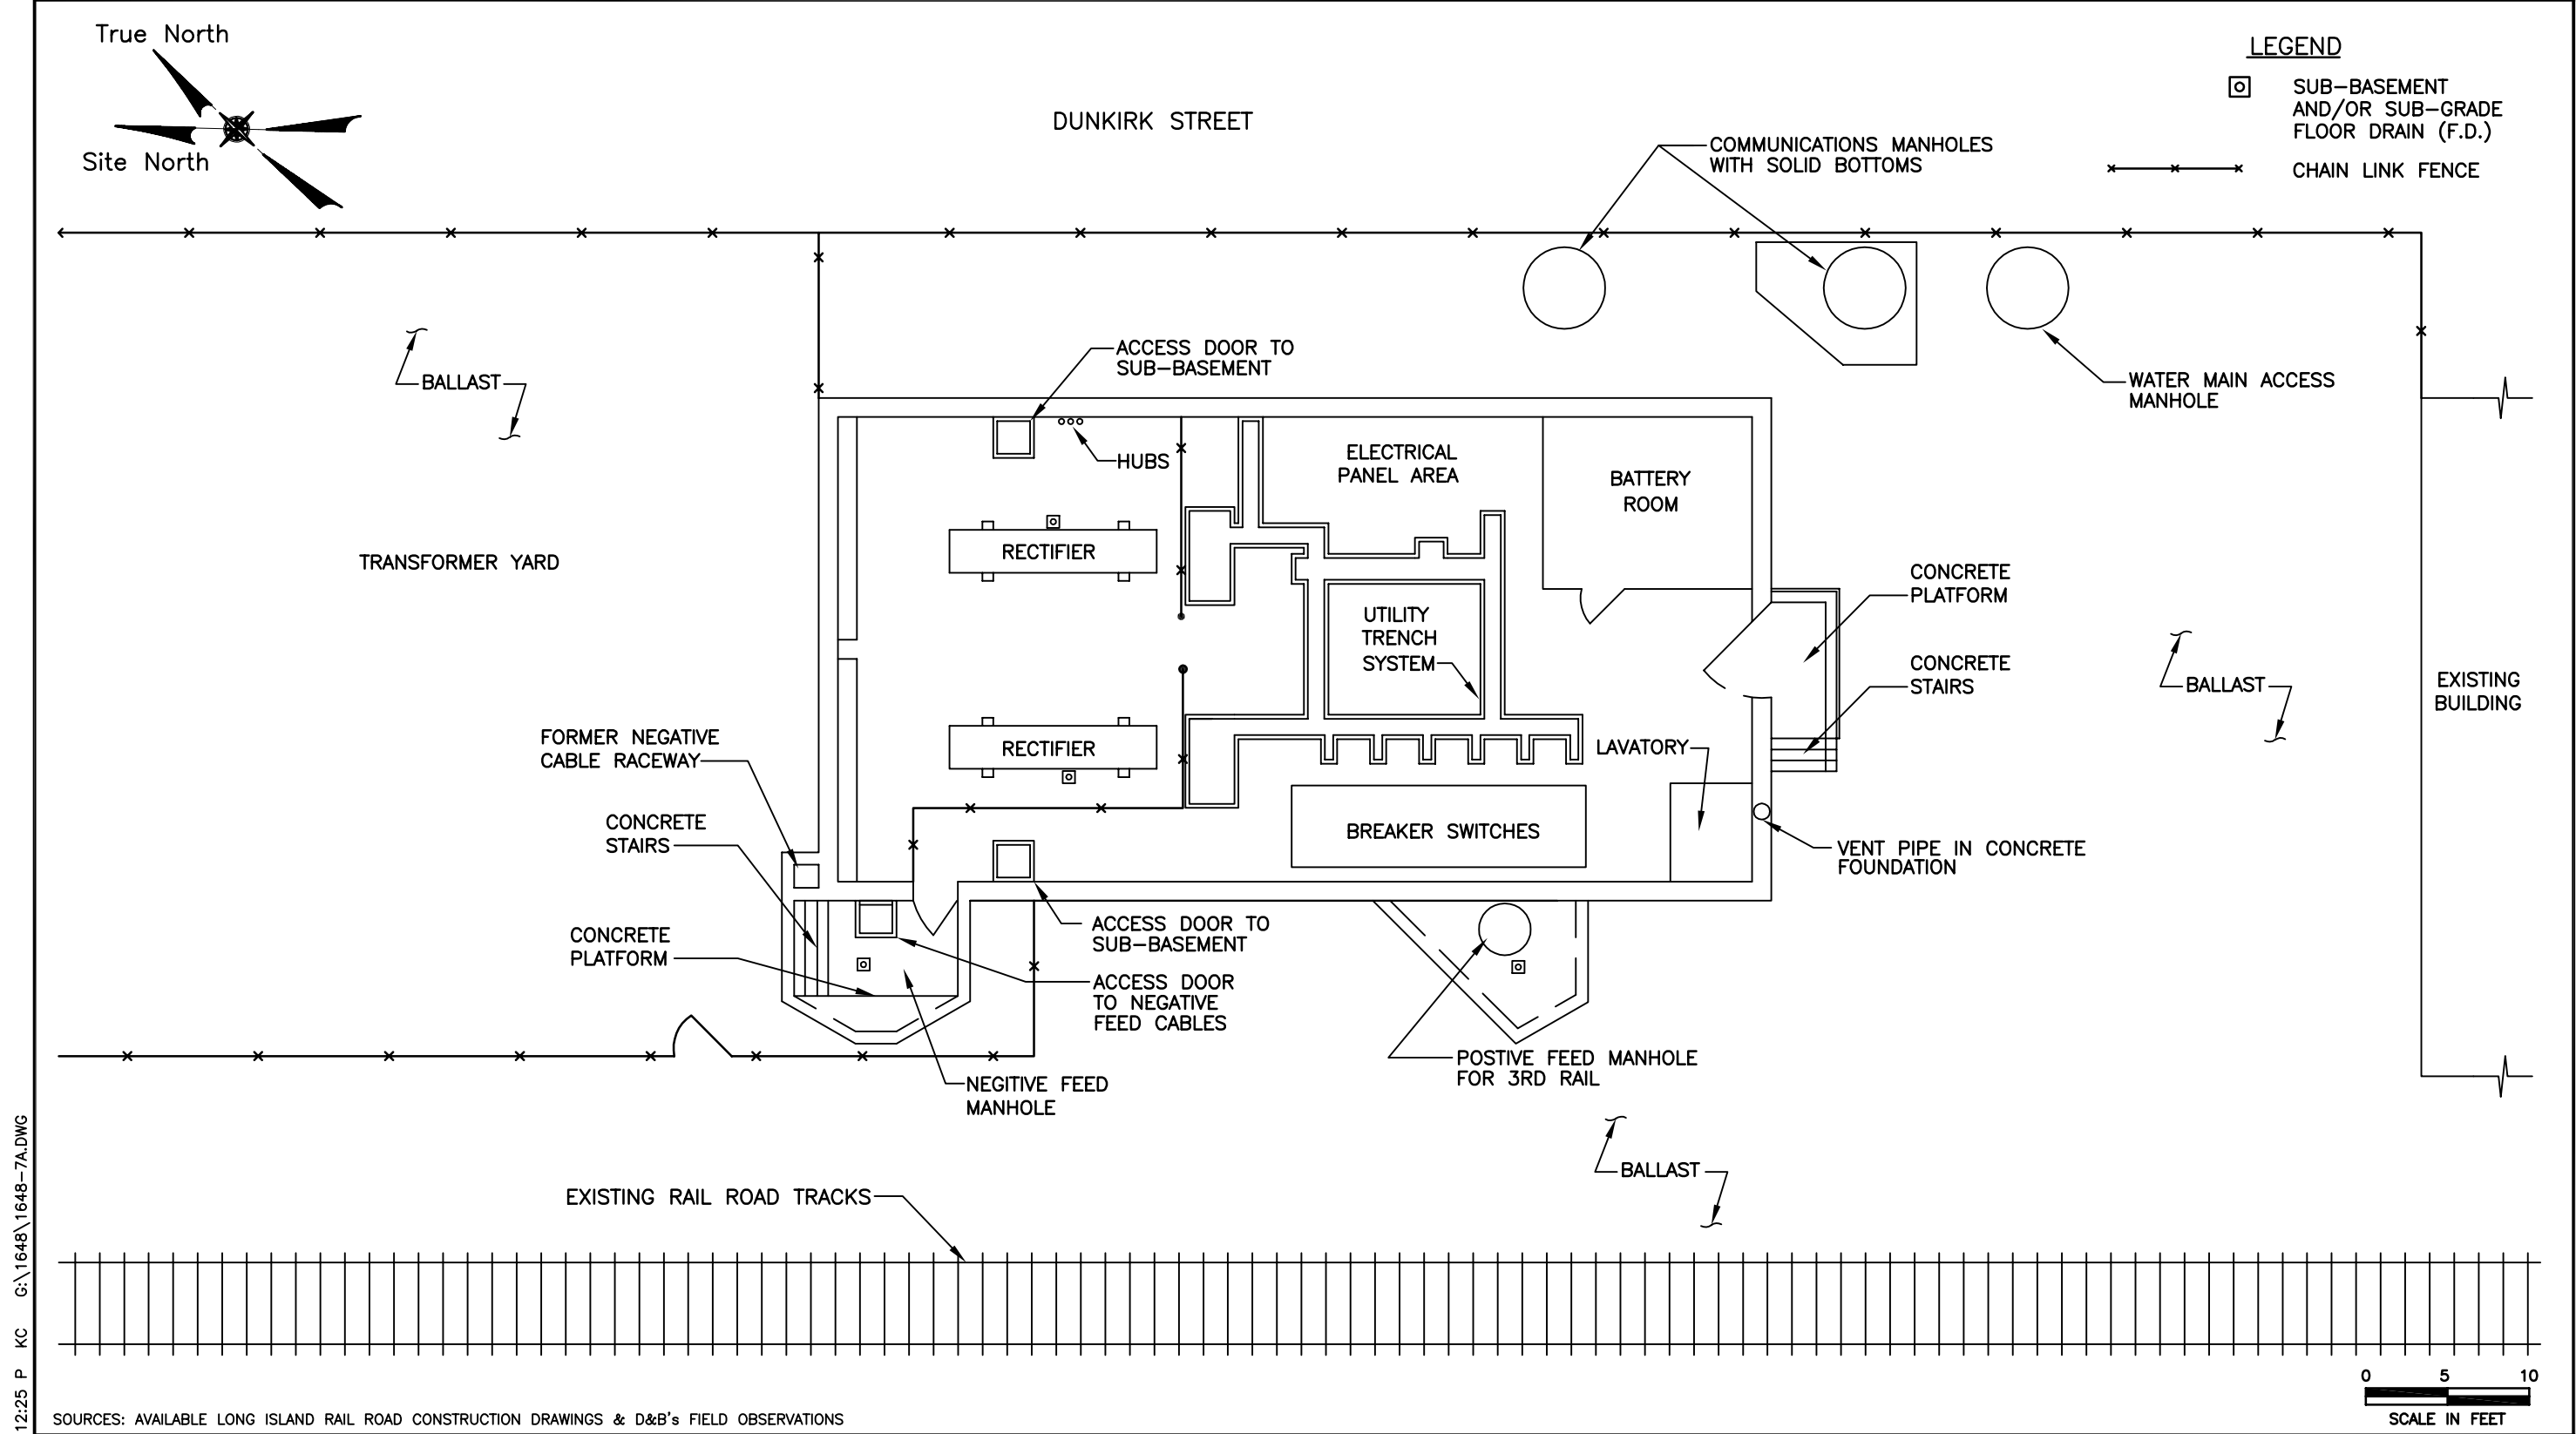 True North
Site North
DUNKIRK STREET
LEGEND
SUB-BASEMENT
AND/OR SUB-GRADE
FLOOR DRAIN (F.D.)
CHAIN LINK FENCE
COMMUNICATIONS MANHOLES
WITH SOLID BOTTOMS
WATER MAIN ACCESS
MANHOLE
BALLAST
ACCESS DOOR TO
SUB-BASEMENT
HUBS
ELECTRICAL
PANEL AREA
BATTERY
ROOM
TRANSFORMER YARD
RECTIFIER
UTILITY
TRENCH
SYSTEM
CONCRETE
PLATFORM
CONCRETE
STAIRS
BALLAST
EXISTING
BUILDING
FORMER NEGATIVE
CABLE RACEWAY
RECTIFIER
LAVATORY
CONCRETE
STAIRS
BREAKER SWITCHES
VENT PIPE IN CONCRETE
FOUNDATION
CONCRETE
PLATFORM
ACCESS DOOR TO
SUB-BASEMENT
ACCESS DOOR
TO NEGATIVE
FEED CABLES
POSTIVE FEED MANHOLE
FOR 3RD RAIL
NEGITIVE FEED
MANHOLE
BALLAST
EXISTING RAIL ROAD TRACKS
0 5 10
SCALE IN FEET
SOURCES: AVAILABLE LONG ISLAND RAIL ROAD CONSTRUCTION DRAWINGS & D&B's FIELD OBSERVATIONS
12:25 P KC G:\1648\1648-7A.DWG